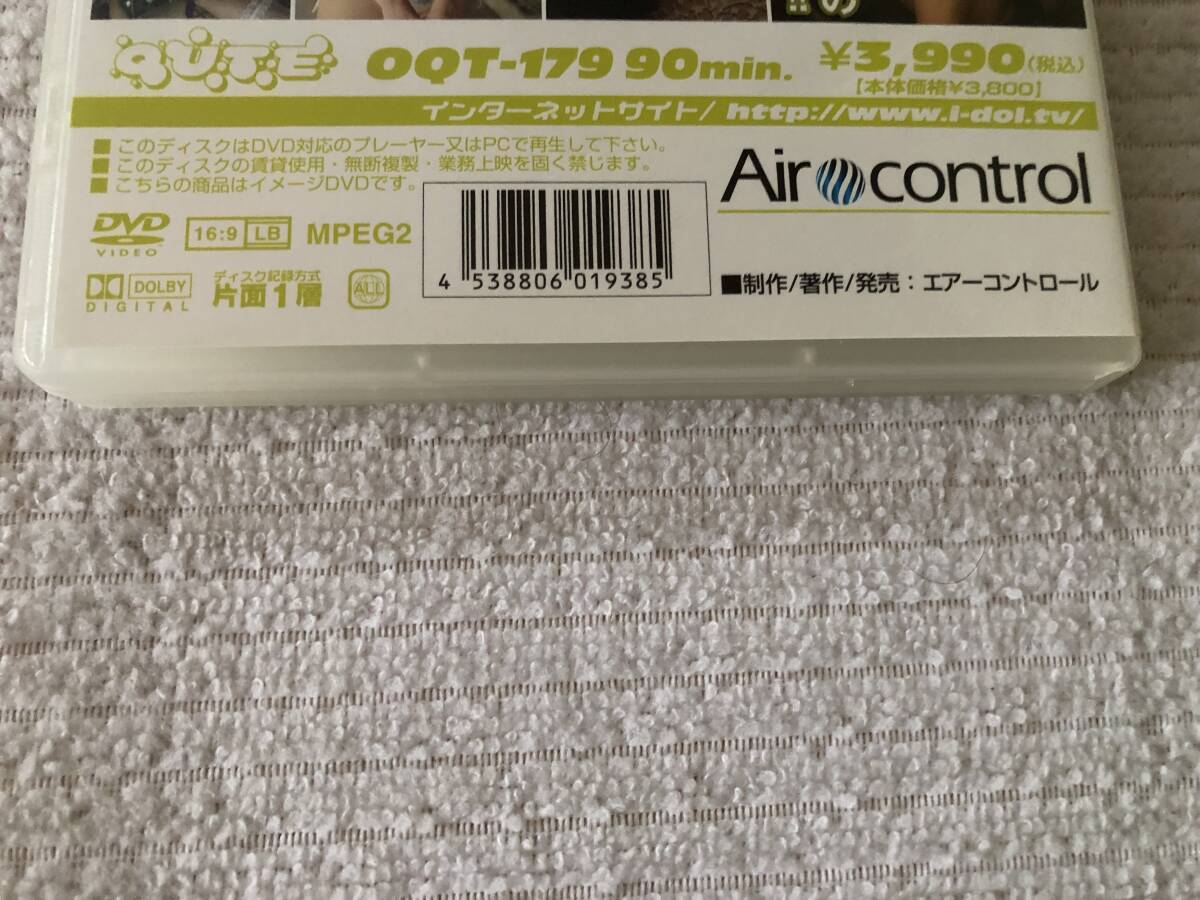 の
QUTE OQT-179 90min. ¥3,990(税込)
【本体価格¥3,800】
インターネットサイト/ http://www.i-dol.tv/
■このディスクはDVD対応のプレーヤー又はPCで再生して下さい。
■このディスクの賃貸使用・無断複製・業務上映を固く禁じます。
■こちらの商品はイメージDVDです。
Air control
DVD VIDEO 16:9 LB MPEG2
DOLBY DIGITAL
ディスク記録方式
片面1層
ALL
4 538806 019385
■制作/著作/発売：エアーコントロール